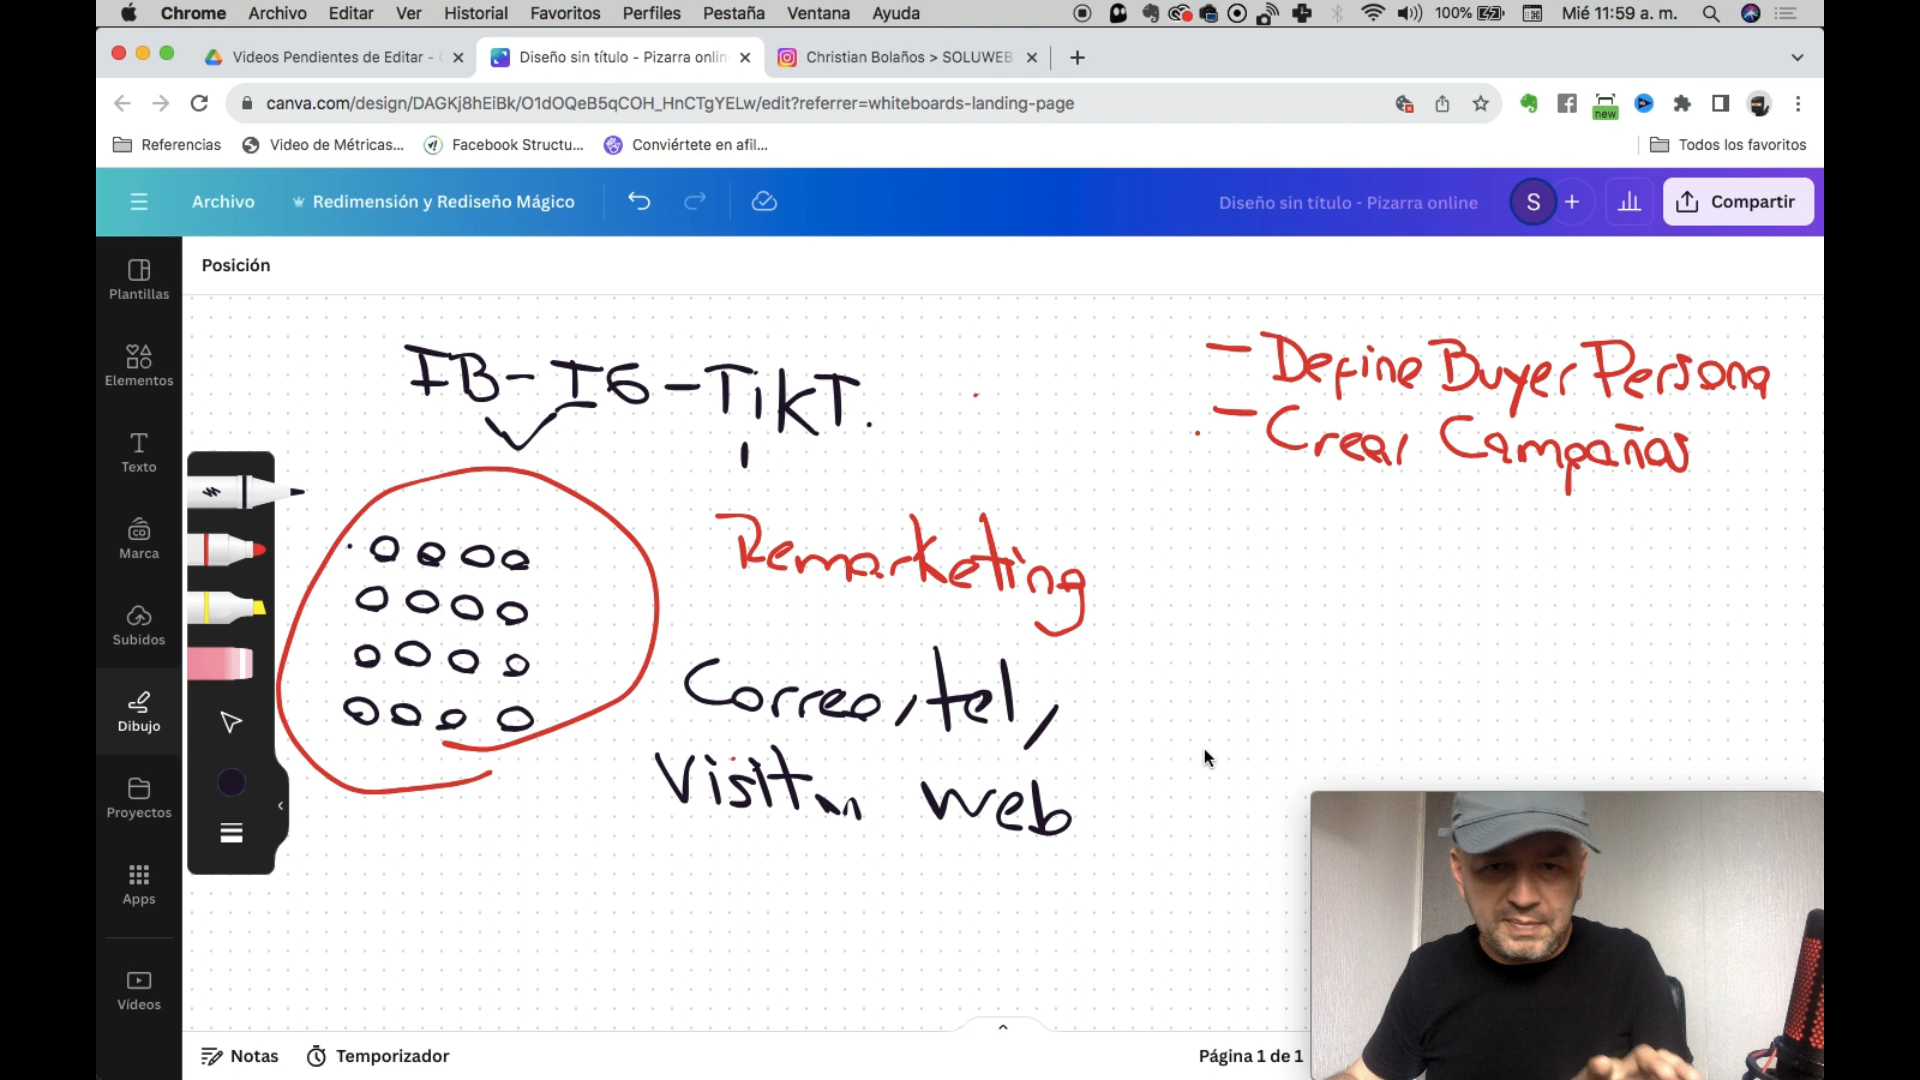 Chrome Archivo Editar Ver Historial Favoritos Perfiles Pestaña Ventana Ayuda 100% Mié 11:59 a. m.
Videos Pendientes de Editar - Diseño sin título - Pizarra onlin Christian Bolaños > SOLUWEB
canva.com/design/DAGKj8hEiBk/O1dOQeB5qCOH_HnCTgYELw/edit?referrer=whiteboards-landing-page new
Referencias Video de Métricas... Facebook Structu... Conviértete en afil... Todos los favoritos
Archivo Redimensión y Rediseño Mágico Diseño sin título - Pizarra online S + Compartir
Posición
Plantillas
Elementos
Texto
Marca
Subidos
Dibujo
Proyectos
Apps
Vídeos
FB - IG - TikT.
Remarketing
Correo, tel,
Visitan web
- Define Buyer Persona
- Crear Campañas
Notas Temporizador Página 1 de 1